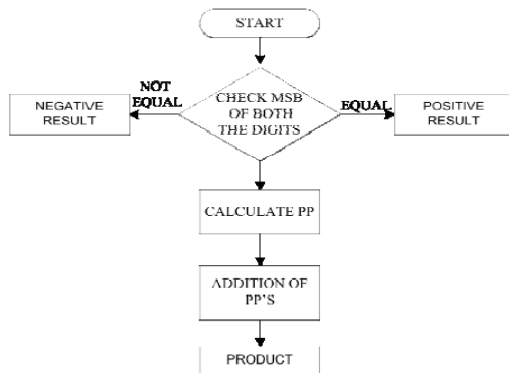 START
NOT
EQUAL
NEGATIVE
RESULT
CHECK MSB
OF BOTH
THE DIGITS
EQUAL
POSITIVE
RESULT
CALCULATE PP
ADDITION OF
PP'S
PRODUCT